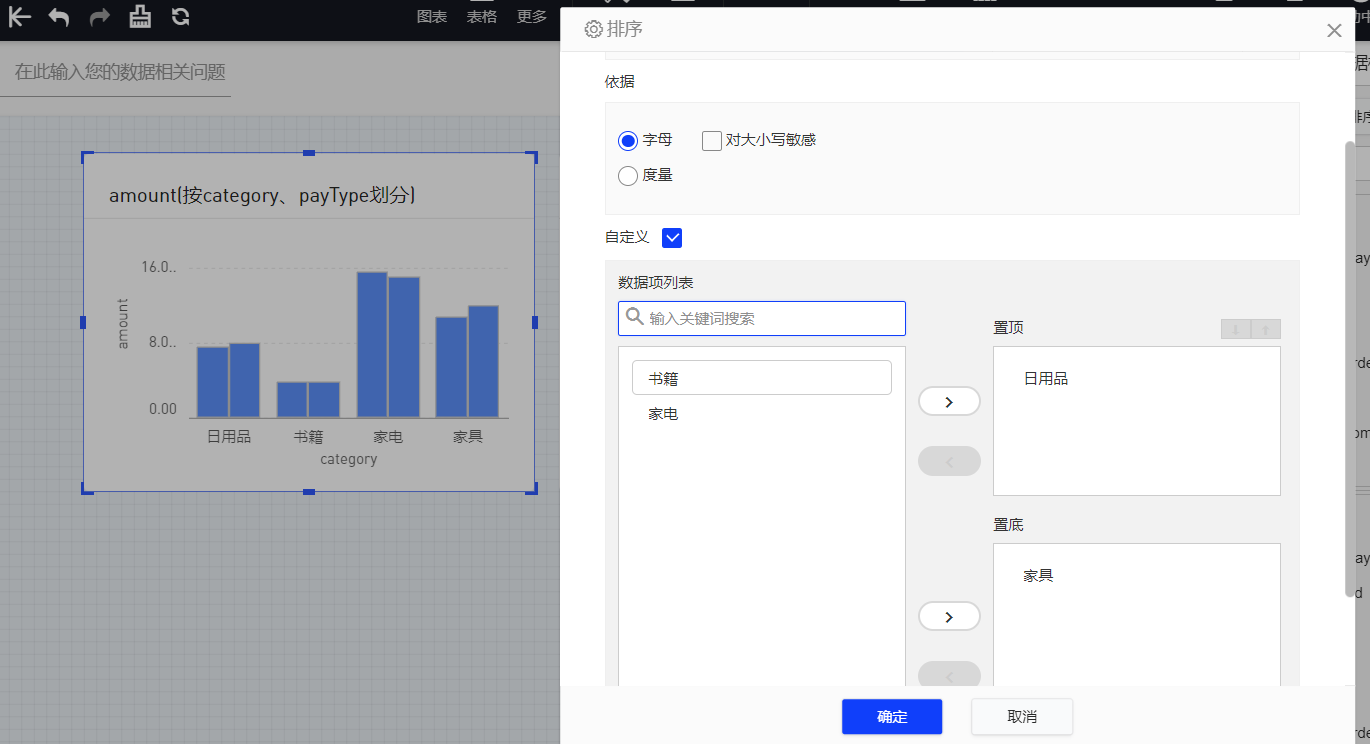 图表 表格 更多
在此输入您的数据相关问题
amount(按category、payType划分)
16.0..
8.0..
0.00
amount
日用品 书籍 家电 家具
category
排序
依据
字母 对大小写敏感
度量
自定义
数据项列表
输入关键词搜索
书籍
家电
置顶
日用品
置底
家具
确定 取消